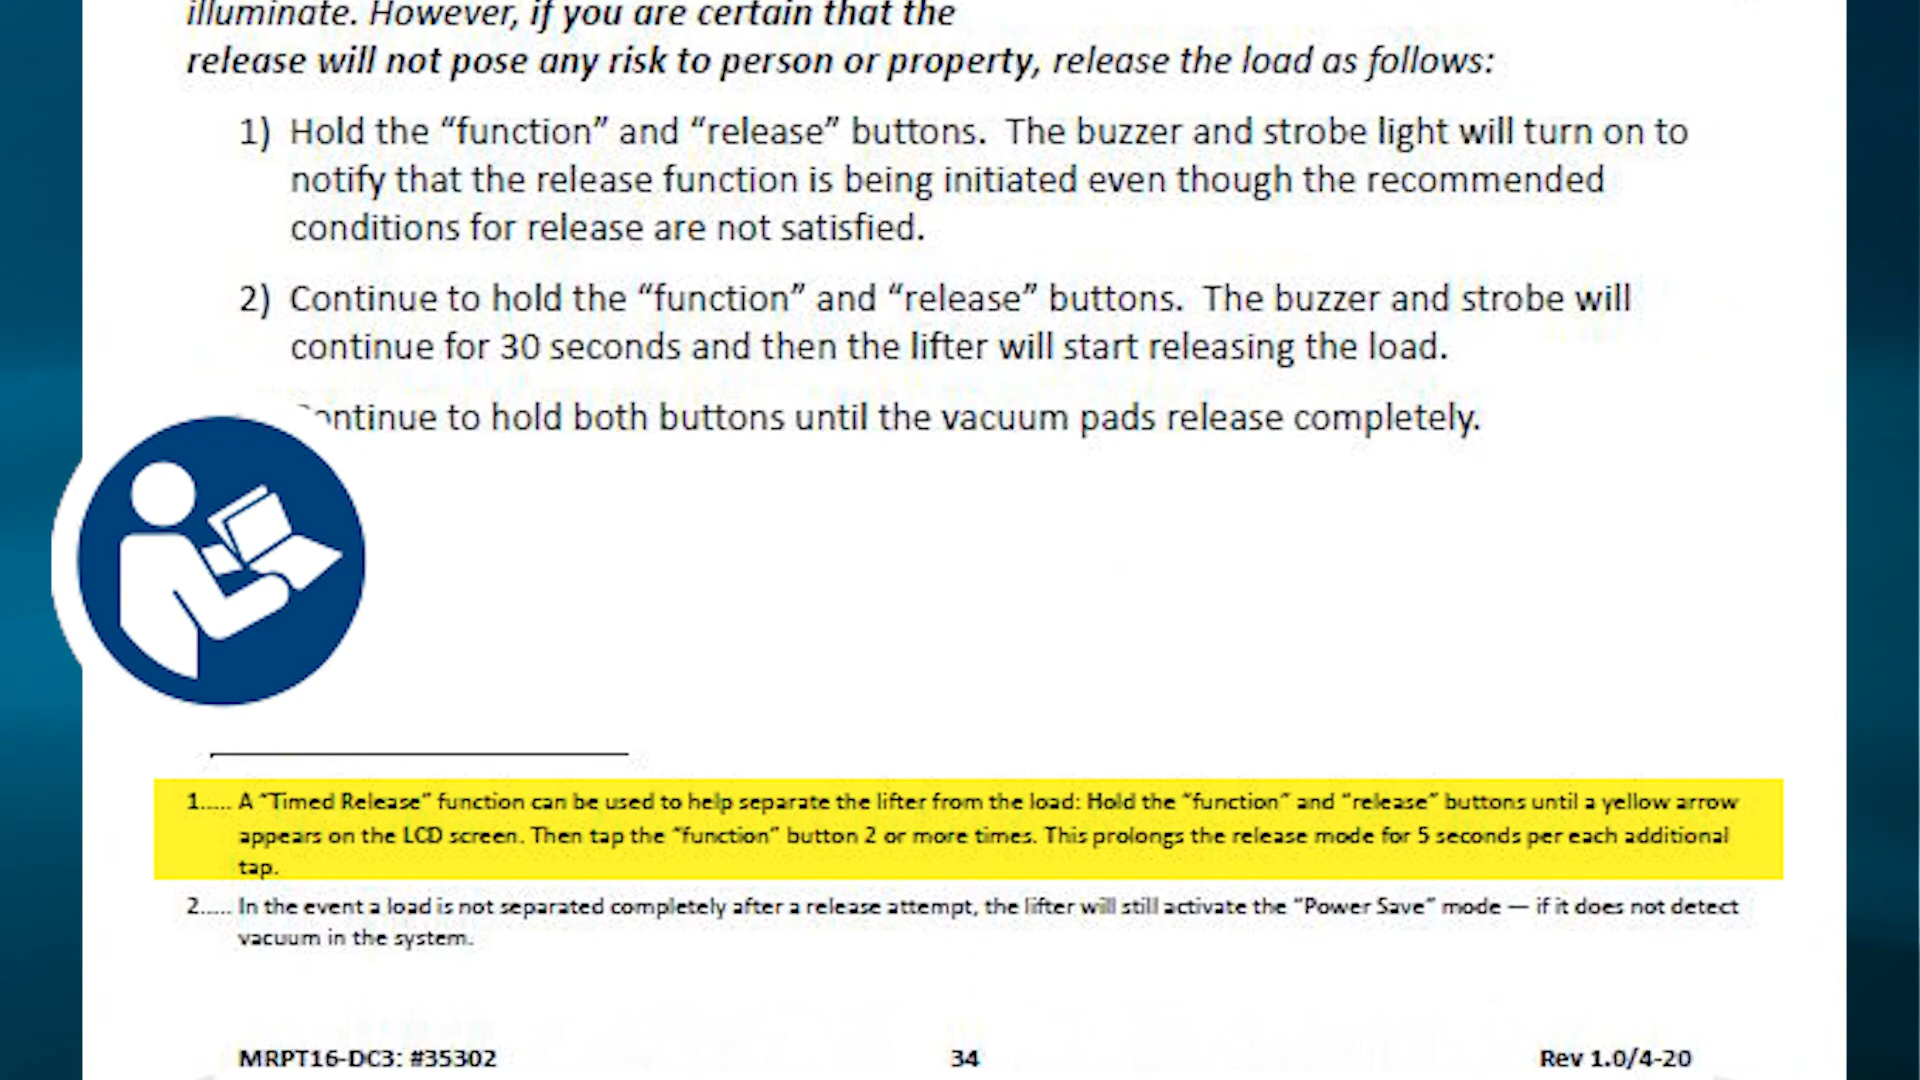 illuminate. However, if you are certain that the
release will not pose any risk to person or property, release the load as follows:
1) Hold the “function” and “release” buttons. The buzzer and strobe light will turn on to
notify that the release function is being initiated even though the recommended
conditions for release are not satisfied.
2) Continue to hold the “function” and “release” buttons. The buzzer and strobe will
continue for 30 seconds and then the lifter will start releasing the load.
Continue to hold both buttons until the vacuum pads release completely.
1..... A “Timed Release” function can be used to help separate the lifter from the load: Hold the “function” and “release” buttons until a yellow arrow
appears on the LCD screen. Then tap the “function” button 2 or more times. This prolongs the release mode for 5 seconds per each additional
tap.
2..... In the event a load is not separated completely after a release attempt, the lifter will still activate the “Power Save” mode — if it does not detect
vacuum in the system.
MRPT16-DC3: #35302 34 Rev 1.0/4-20